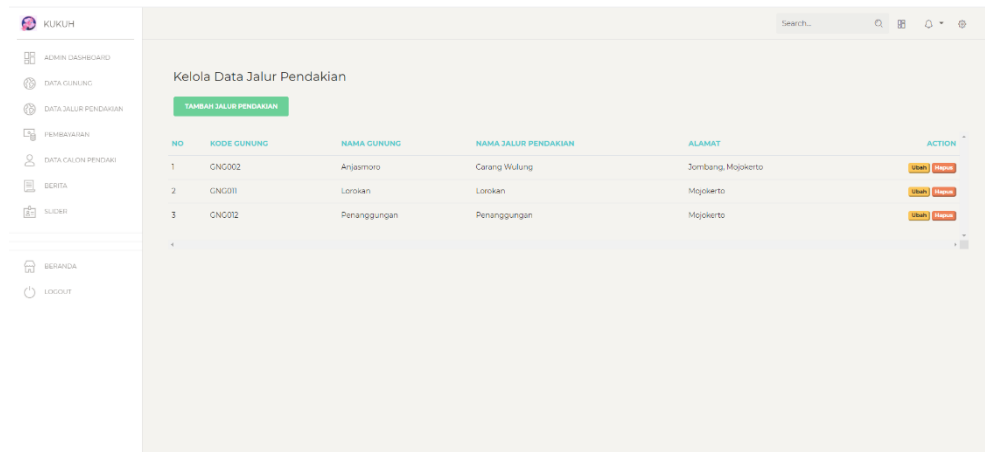 KUKUH
Search...
ADMIN DASHBOARD
DATA GUNUNG
DATA JALUR PENDAKIAN
PEMBAYARAN
DATA CALON PENDAKI
BERITA
SLIDER
BERANDA
LOGOUT
Kelola Data Jalur Pendakian
TAMBAH JALUR PENDAKIAN
NO KODE GUNUNG NAMA GUNUNG NAMA JALUR PENDAKIAN ALAMAT ACTION
1 GNG002 Anjasmoro Carang Wulung Jombang, Mojokerto Ubah Hapus
2 GNG011 Lorokan Lorokan Mojokerto Ubah Hapus
3 GNG012 Penanggungan Penanggungan Mojokerto Ubah Hapus